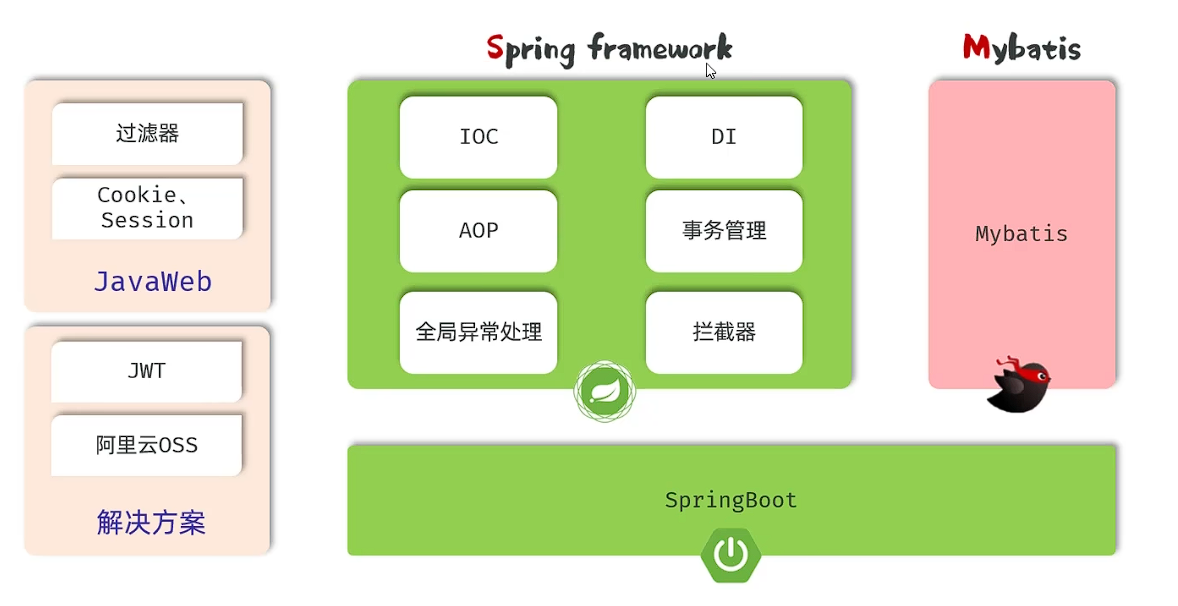 过滤器
Cookie、
Session
JavaWeb
JWT
阿里云OSS
解决方案
Spring framework
IOC
DI
AOP
事务管理
全局异常处理
拦截器
Mybatis
Mybatis
SpringBoot